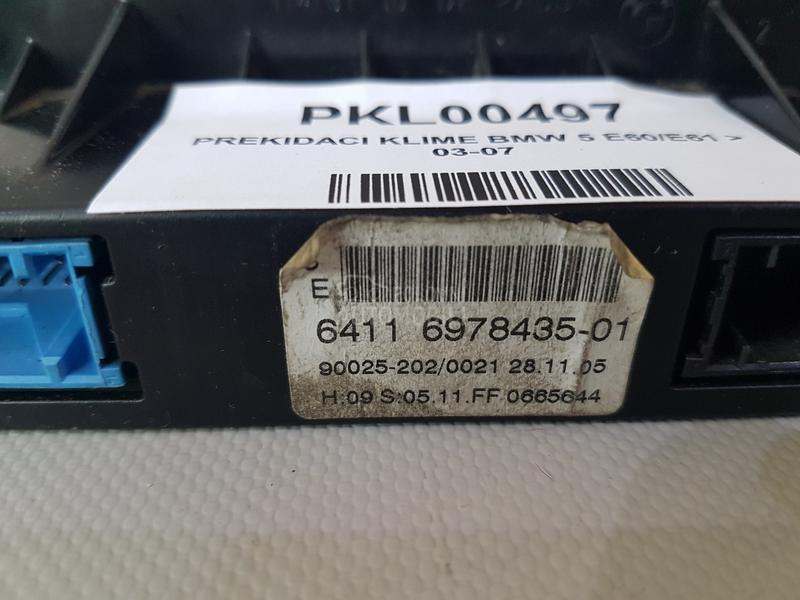 PKL00497
PREKIDACI KLIME BMW 5 E60/E61 >
03-07
E
6411 6978435-01
90025-202/0021 28.11.05
H:09 S:05.11.FF 0665644
2